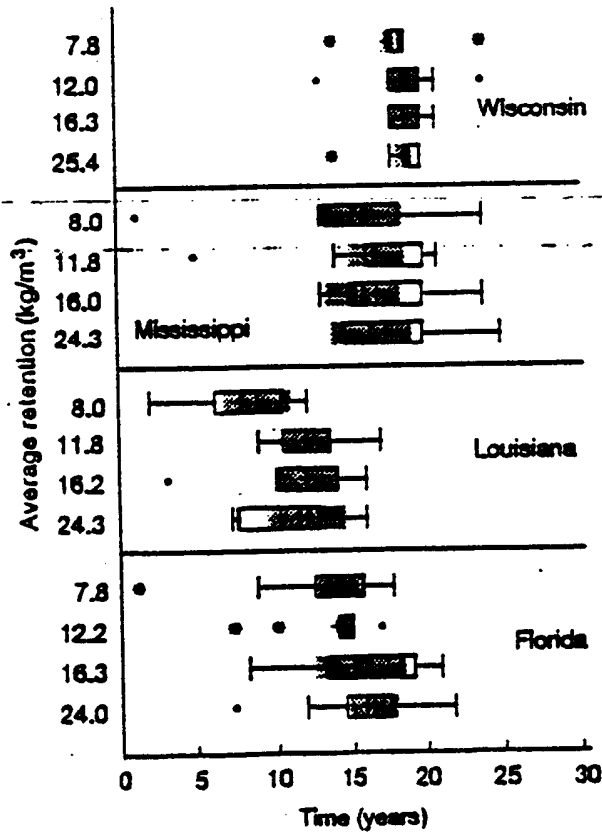 7.8
12.0
Wisconsin
16.3
25.4
8.0
11.8
16.0
Mississippi
24.3
8.0
11.8
Louisiana
16.2
24.3
7.8
12.2
Florida
16.3
24.0
Average retention (kg/m³)
0 5 10 15 20 25 30
Time (years)